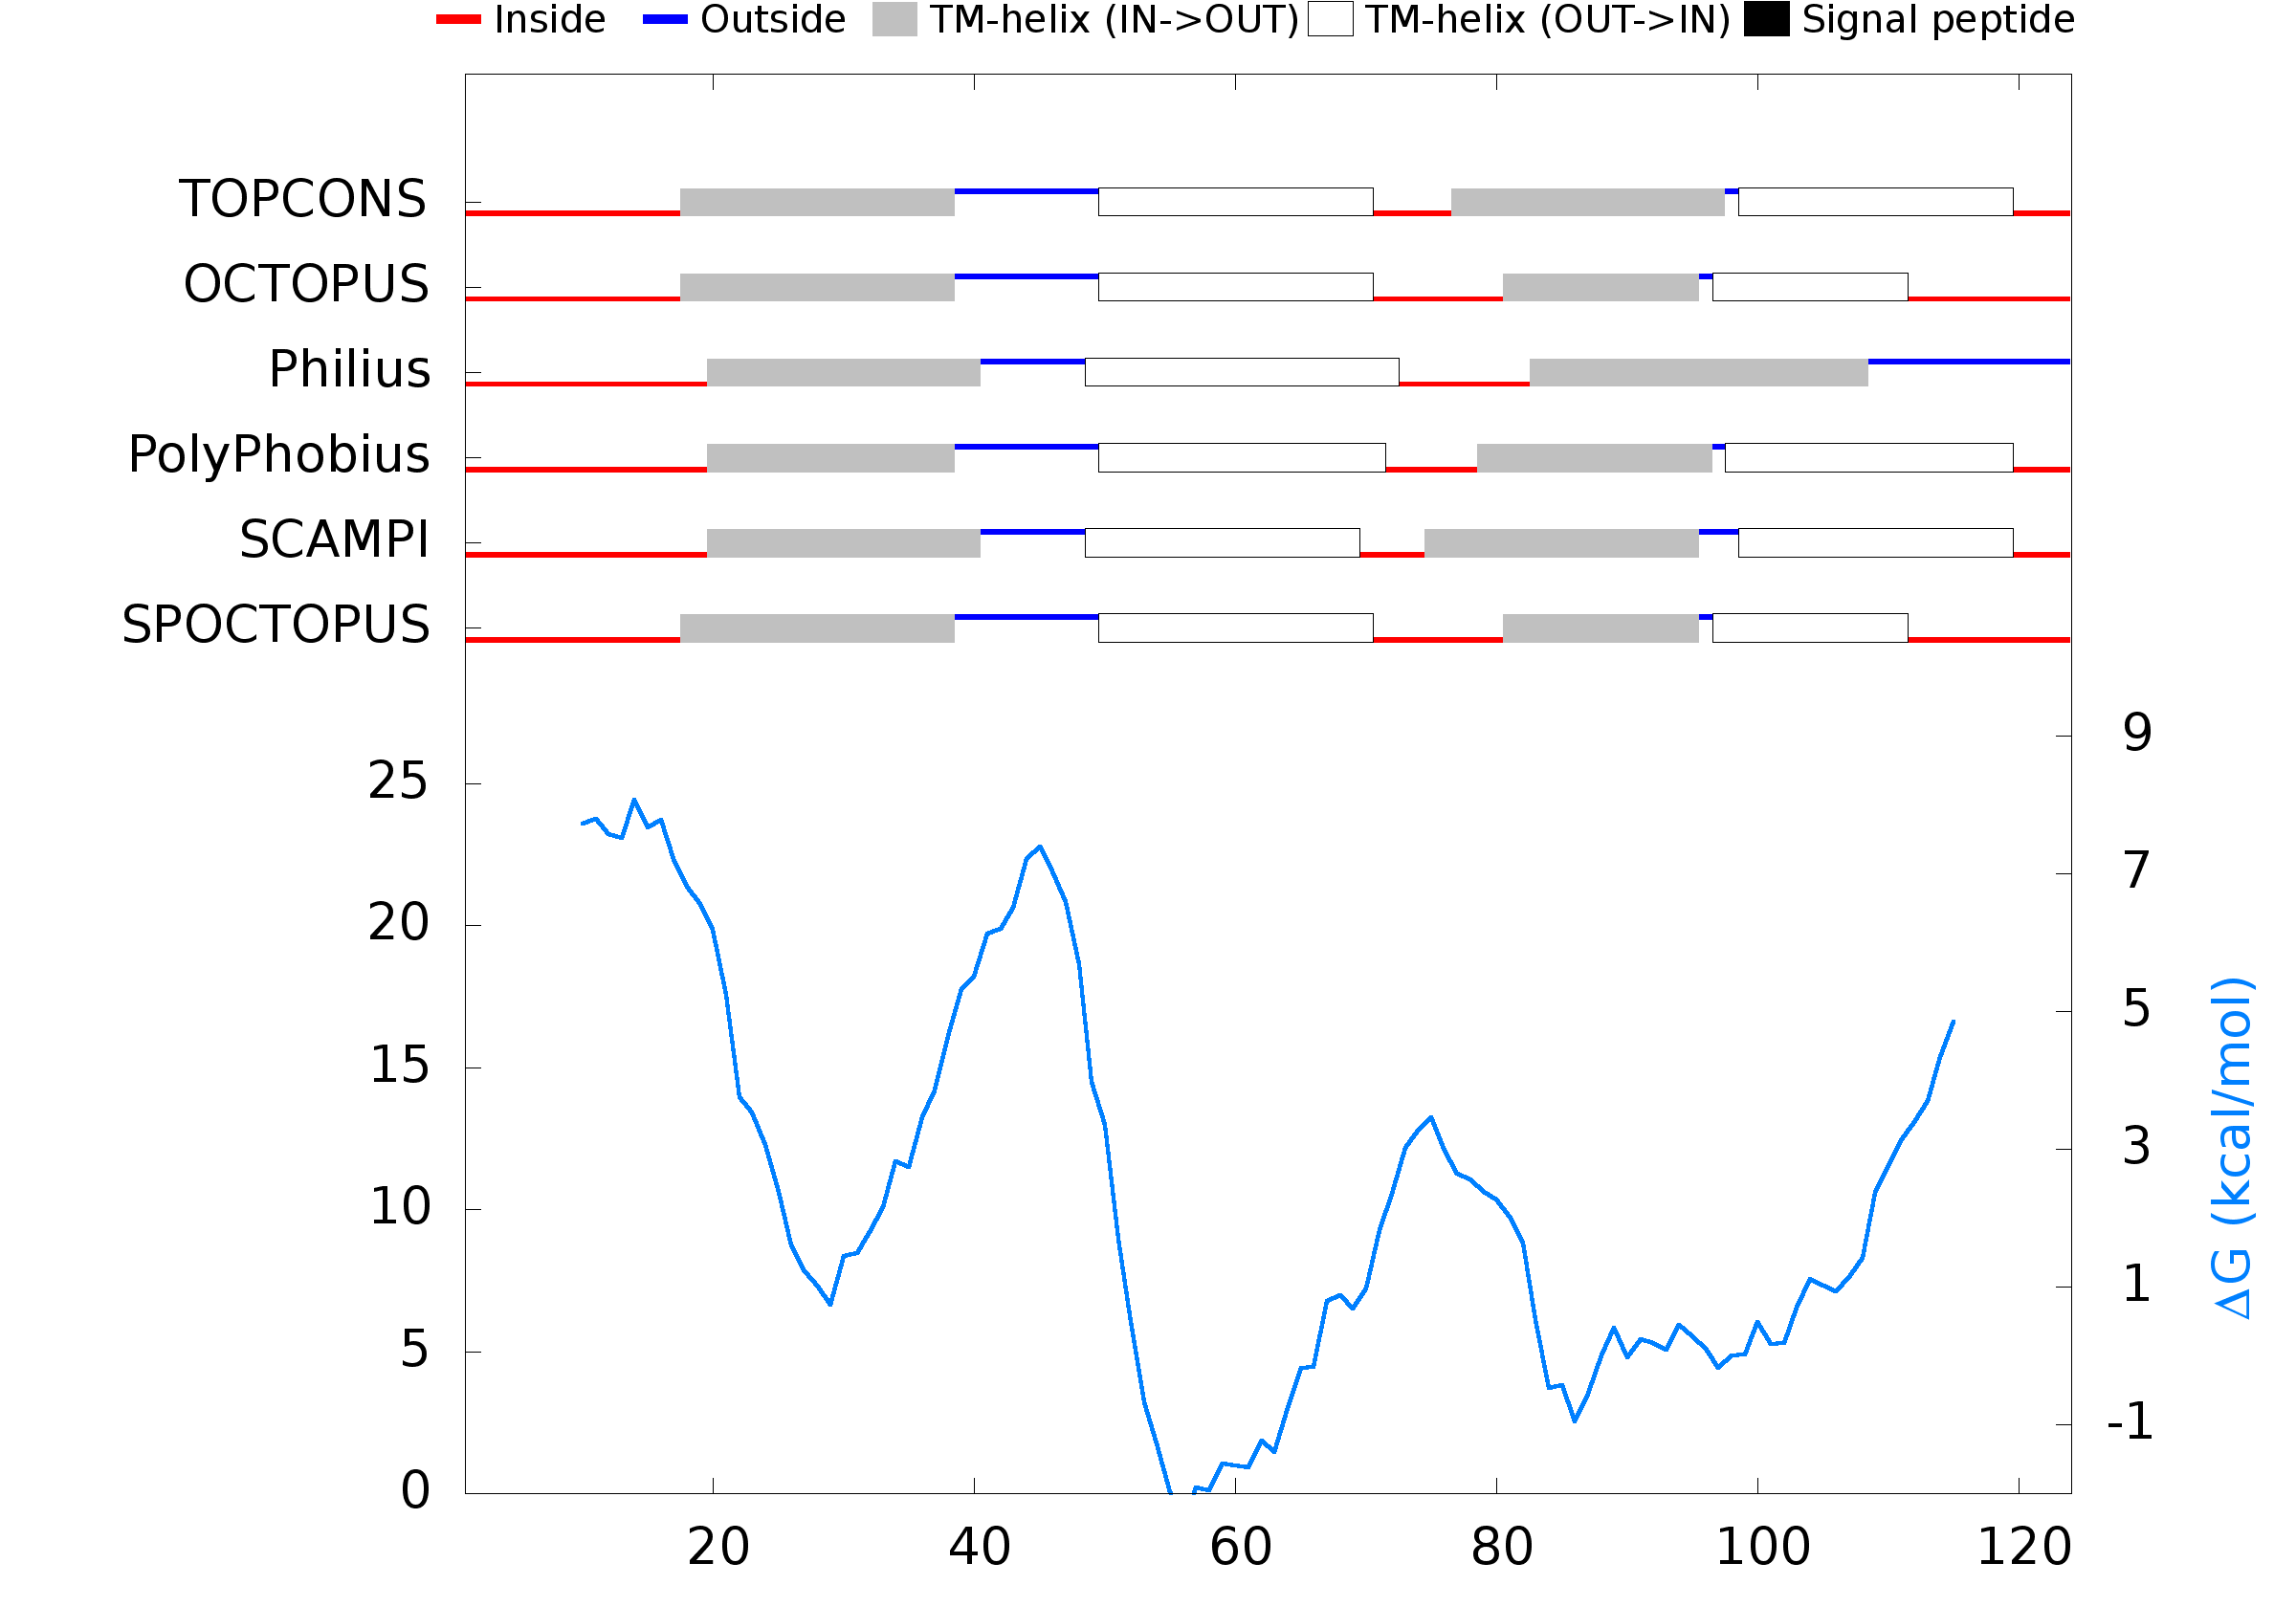 Inside Outside TM-helix (IN->OUT) TM-helix (OUT->IN) Signal peptide
TOPCONS
OCTOPUS
Philius
PolyPhobius
SCAMPI
SPOCTOPUS
9
25
7
20
5
15
3
10
1
5
-1
0
ΔG (kcal/mol)
20 40 60 80 100 120